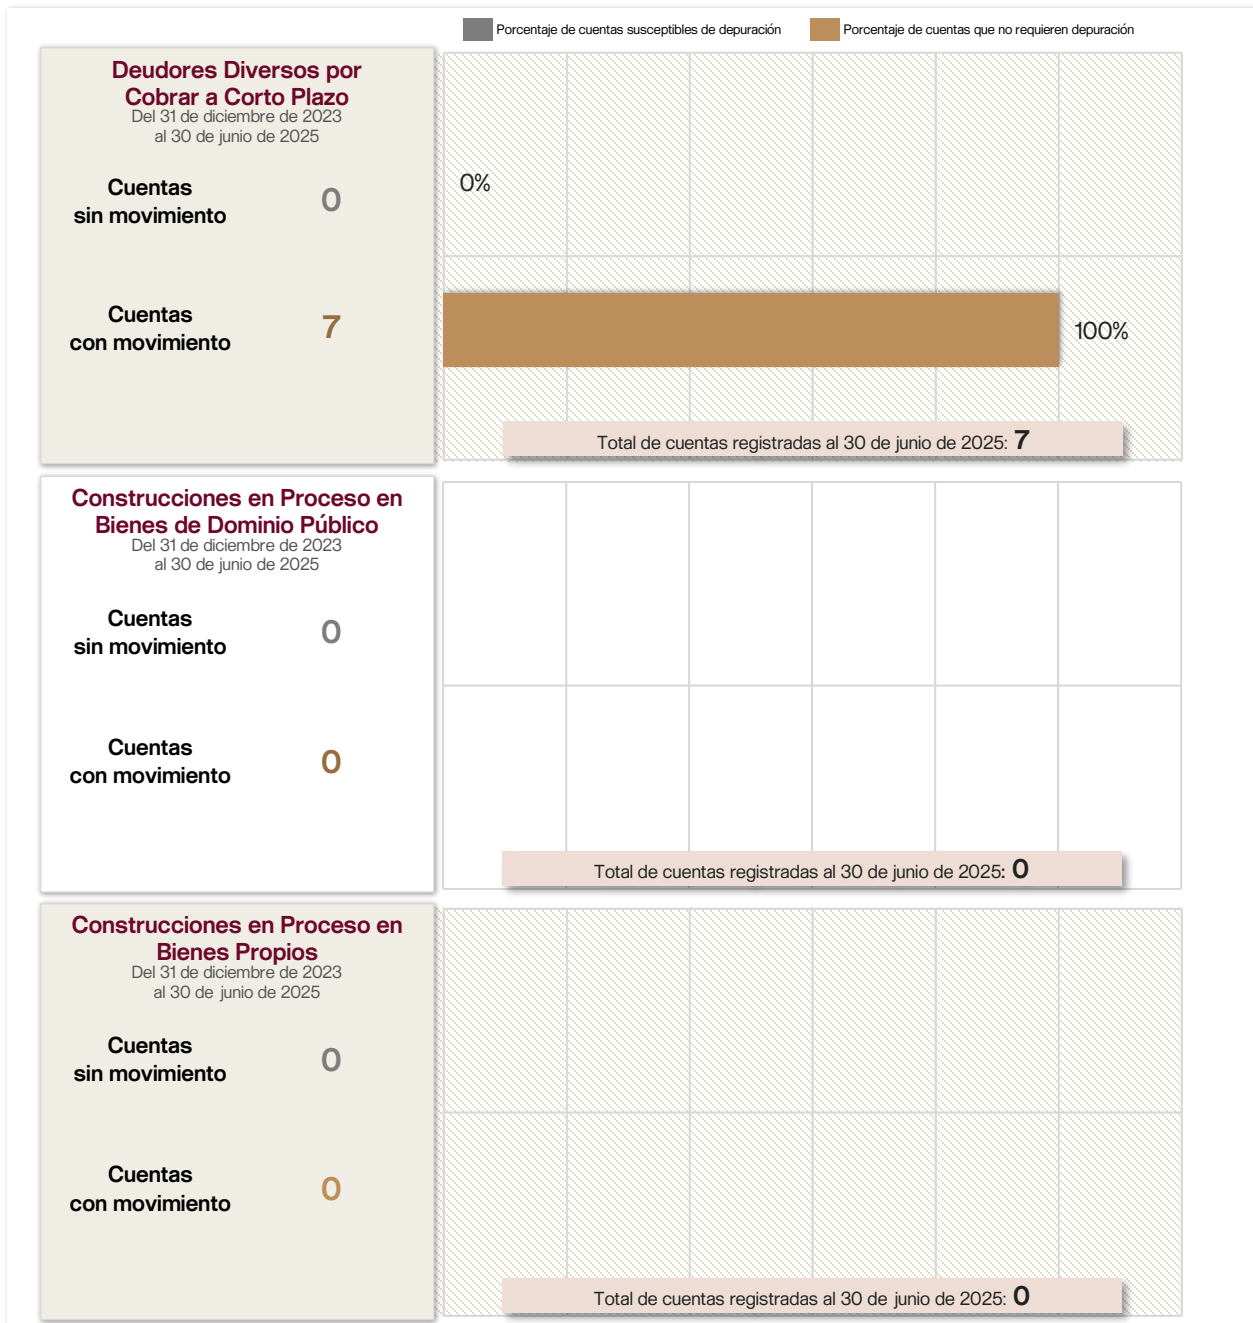 Porcentaje de cuentas susceptibles de depuración
Porcentaje de cuentas que no requieren depuración
Deudores Diversos por
Cobrar a Corto Plazo
Del 31 de diciembre de 2023
al 30 de junio de 2025
Cuentas
sin movimiento
0
0%
Cuentas
con movimiento
7
100%
Total de cuentas registradas al 30 de junio de 2025: 7
Construcciones en Proceso en
Bienes de Dominio Público
Del 31 de diciembre de 2023
al 30 de junio de 2025
Cuentas
sin movimiento
0
Cuentas
con movimiento
0
Total de cuentas registradas al 30 de junio de 2025: 0
Construcciones en Proceso en
Bienes Propios
Del 31 de diciembre de 2023
al 30 de junio de 2025
Cuentas
sin movimiento
0
Cuentas
con movimiento
0
Total de cuentas registradas al 30 de junio de 2025: 0